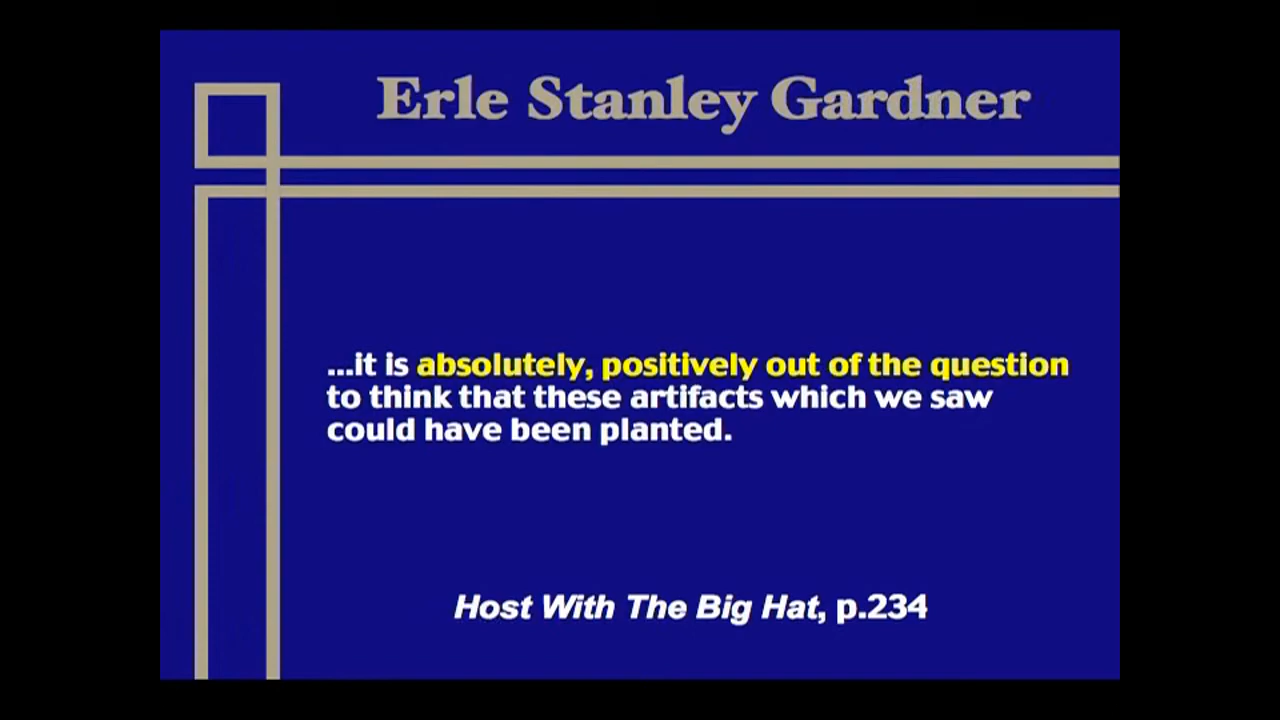 Erle Stanley Gardner
...it is absolutely, positively out of the question
to think that these artifacts which we saw
could have been planted.
Host With The Big Hat, p.234